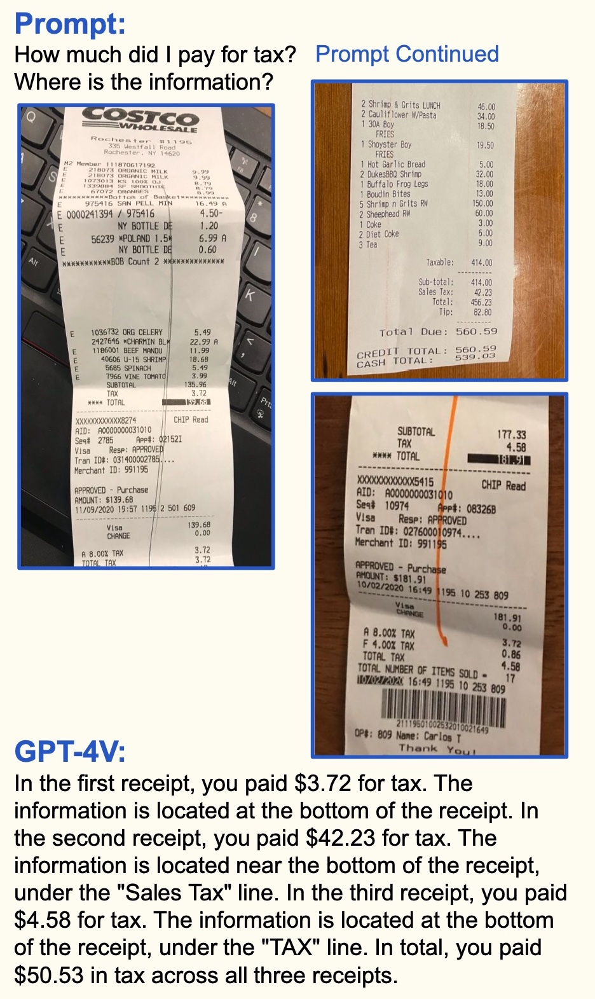 Prompt:
How much did I pay for tax?
Where is the information?
COSTCO
WHOLESALE
Rochester #1195
335 Westfall Road
Rochester, NY 14620
M2 Member 111870617192
E 218073 ORGANIC MILK 9.99
E 218073 ORGANIC MILK 9.99
E 1073013 KS 100% OJ 8.79
E 1339884 SF SMOOTHIE 8.79
E 67072 ORANGES 8.99
***********Bottom of Basket***********
E 975416 SAN PELL MIN 16.49 A
E 0000241394 / 975416 4.50-
E NY BOTTLE DE 1.20
E 56239 *POLAND 1.5* 6.99 A
E NY BOTTLE DE 0.60
***********BOB Count 2 **************
E 1036732 ORG CELERY 5.49
2427646 *CHARMIN BL* 22.99 A
E 1186001 BEEF MANDU 11.99
E 40606 U-15 SHRIMP 18.68
E 5685 SPINACH 5.49
E 7966 VINE TOMATO 3.99
SUBTOTAL 135.96
TAX 3.72
**** TOTAL 139.68
XXXXXXXXXXXX8274 CHIP Read
AID: A0000000031010
Seq# 2785 App#: 02152I
Visa Resp: APPROVED
Tran ID#: 031400002785....
Merchant ID: 991195
APPROVED - Purchase
AMOUNT: $139.68
11/09/2020 19:57 1195 2 501 609
Visa 139.68
CHANGE 0.00
A 8.00% TAX 3.72
TOTAL TAX 3.72
Q
S
Alt
F8
8
I
K
<
,
Alt
Prt
Prompt Continued
2 Shrimp & Grits LUNCH 46.00
2 Cauliflower W/Pasta 34.00
1 30A Boy 18.50
FRIES
1 Shoyster Boy 19.50
FRIES
1 Hot Garlic Bread 5.00
2 DukesBBQ Shrimp 32.00
1 Buffalo Frog Legs 18.00
1 Boudin Bites 13.00
5 Shrimp n Grits RW 150.00
2 Sheephead RW 60.00
1 Coke 3.00
2 Diet Coke 6.00
3 Tea 9.00
Taxable: 414.00
Sub-total: 414.00
Sales Tax: 42.23
Total: 456.23
Tip: 82.80
Total Due: 560.59
CREDIT TOTAL: 560.59
CASH TOTAL: 539.03
SUBTOTAL 177.33
TAX 4.58
**** TOTAL 181.91
XXXXXXXXXXXX5415 CHIP Read
AID: A0000000031010
Seq# 10974 App#: 08326B
Visa Resp: APPROVED
Tran ID#: 027600010974....
Merchant ID: 991195
APPROVED - Purchase
AMOUNT: $181.91
10/02/2020 16:49 1195 10 253 809
Visa 181.91
CHANGE 0.00
A 8.00% TAX 3.72
F 4.00% TAX 0.86
TOTAL TAX 4.58
TOTAL NUMBER OF ITEMS SOLD = 17
10/02/2020 16:49 1195 10 253 809
21119501002532010021649
OP#: 809 Name: Carlos T
Thank You!
GPT-4V:
In the first receipt, you paid $3.72 for tax. The
information is located at the bottom of the receipt. In
the second receipt, you paid $42.23 for tax. The
information is located near the bottom of the receipt,
under the "Sales Tax" line. In the third receipt, you paid
$4.58 for tax. The information is located at the bottom
of the receipt, under the "TAX" line. In total, you paid
$50.53 in tax across all three receipts.